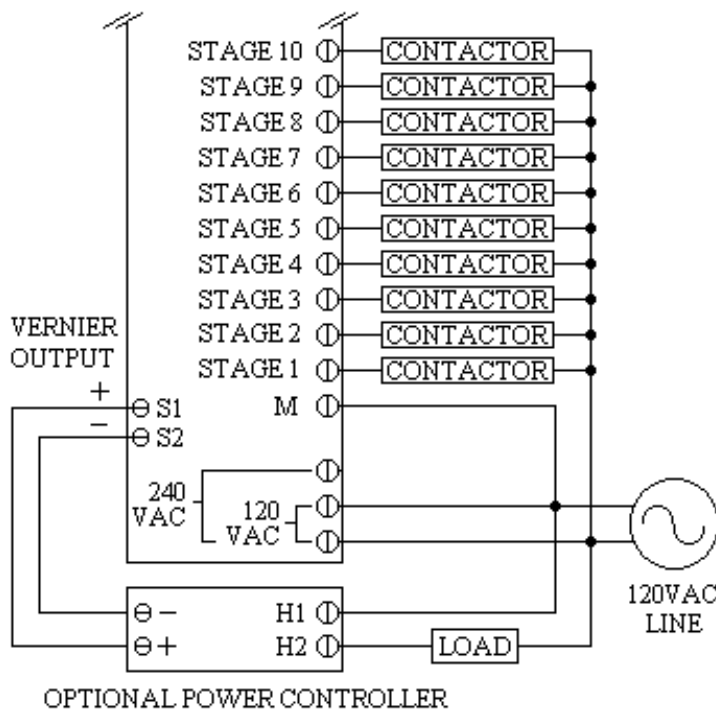 STAGE 10 CONTACTOR
STAGE 9 CONTACTOR
STAGE 8 CONTACTOR
STAGE 7 CONTACTOR
STAGE 6 CONTACTOR
STAGE 5 CONTACTOR
STAGE 4 CONTACTOR
STAGE 3 CONTACTOR
STAGE 2 CONTACTOR
STAGE 1 CONTACTOR
VERNIER
OUTPUT
+ S1
M
− S2
240
VAC
120
VAC
120VAC
LINE
− H1
+ H2 LOAD
OPTIONAL POWER CONTROLLER